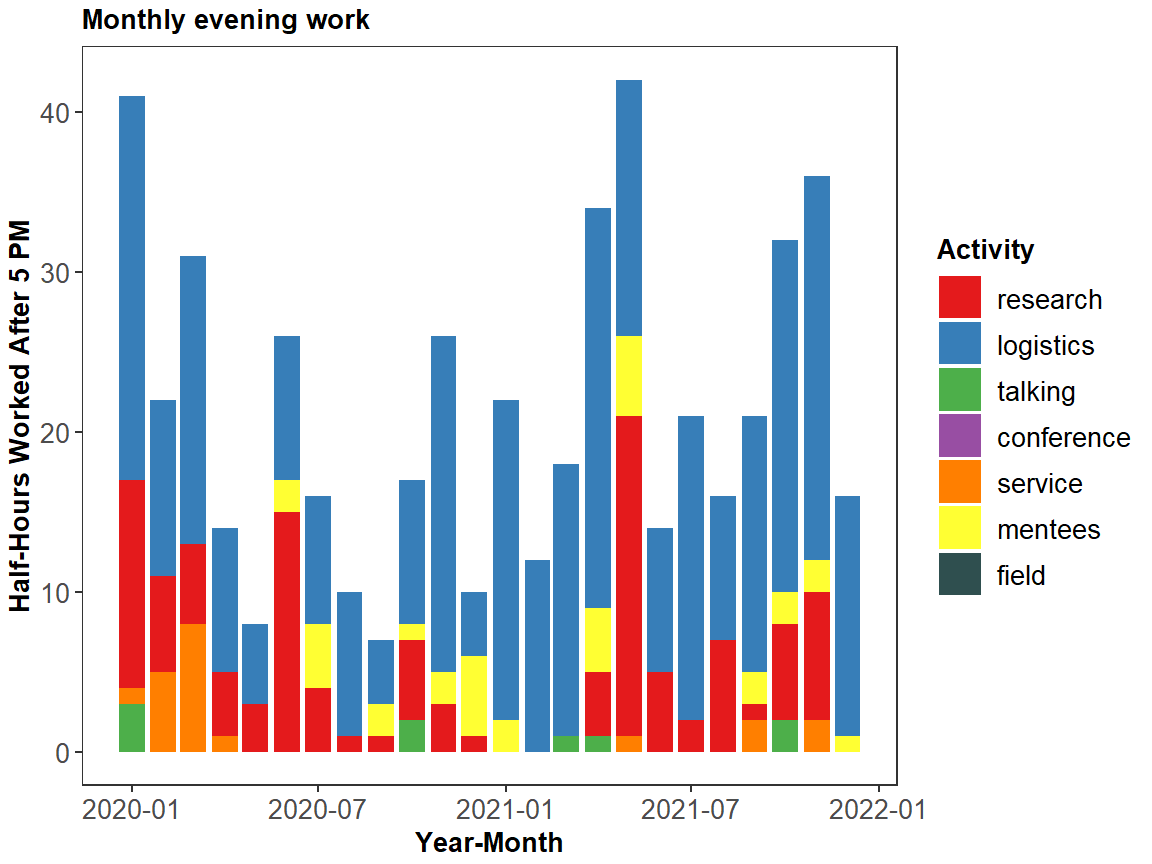 Monthly evening work
Half-Hours Worked After 5 PM
40
30
20
10
0
2020-01
2020-07
2021-01
2021-07
2022-01
Year-Month
Activity
research
logistics
talking
conference
service
mentees
field